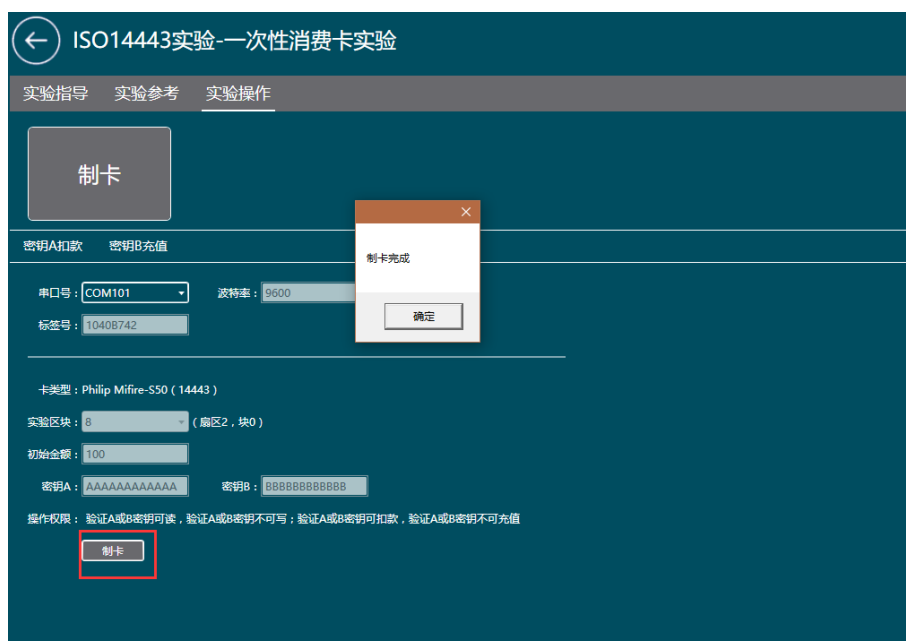 ISO14443实验-一次性消费卡实验
实验指导 实验参考 实验操作
制卡
密钥A扣款 密钥B充值
制卡完成
确定
串口号：COM101 波特率：9600
标签号：1040B742
卡类型：Philip Mifire-S50（14443）
实验区块：8（扇区2，块0）
初始金额：100
密钥A：AAAAAAAAAAAA 密钥B：BBBBBBBBBBBB
操作权限： 验证A或B密钥可读，验证A或B密钥不可写；验证A或B密钥可扣款，验证A或B密钥不可充值
制卡